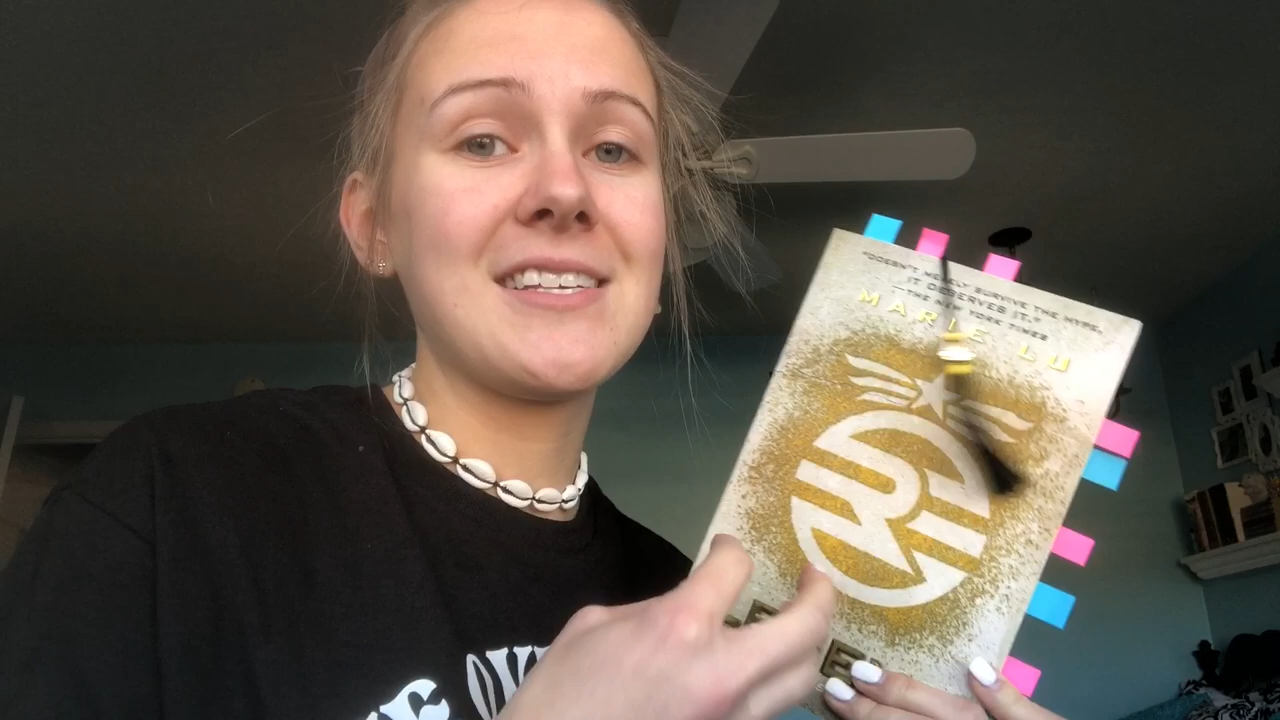 "DOESN'T MERELY SURVIVE THE HYPE,
IT DESERVES IT."
—THE NEW YORK TIMES
MARIE LU